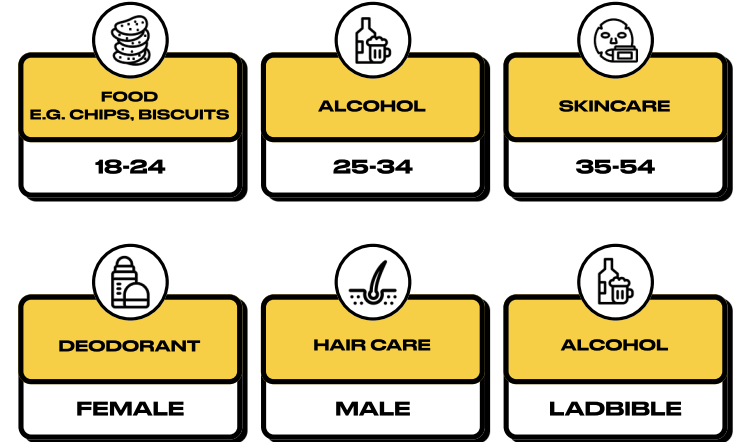 FOOD
E.G. CHIPS, BISCUITS
18-24
ALCOHOL
25-34
SKINCARE
35-54
DEODORANT
FEMALE
HAIR CARE
MALE
ALCOHOL
LADBIBLE